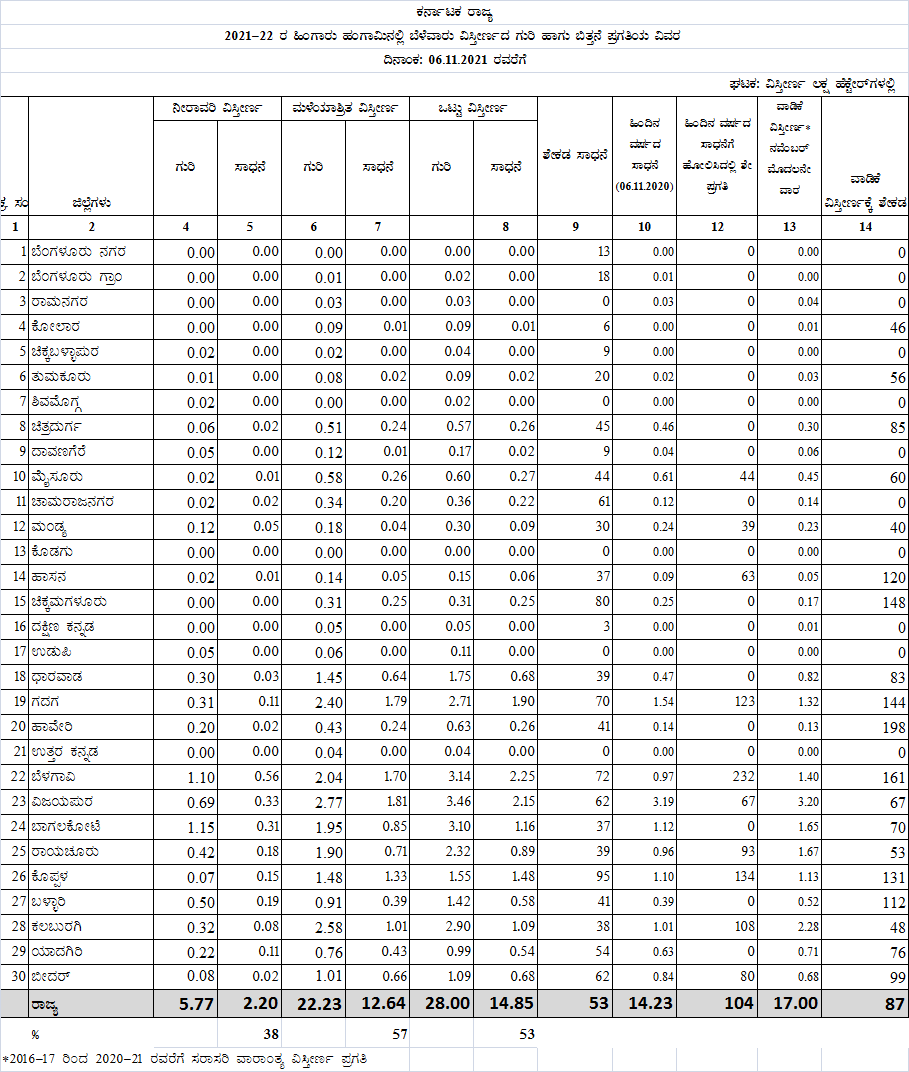 ಕರ್ನಾಟಕ ರಾಜ್ಯ
2021–22 ರ ಹಿಂಗಾರು ಹಂಗಾಮಿನಲ್ಲಿ ಬೆಳೆವಾರು ವಿಸ್ತೀರ್ಣದ ಗುರಿ ಹಾಗು ಬಿತ್ತನೆ ಪ್ರಗತಿಯ ವಿವರ
ದಿನಾಂಕ: 06.11.2021 ರವರೆಗೆ
ಘಟಕ: ವಿಸ್ತೀರ್ಣ ಲಕ್ಷ ಹೆಕ್ಟೇರ್‌ಗಳಲ್ಲಿ
ಕ್ರ ಸಂ ಜಿಲ್ಲೆಗಳು ನೀರಾವರಿ ವಿಸ್ತೀರ್ಣ ಮಳೆಯಾಶ್ರಿತ ವಿಸ್ತೀರ್ಣ ಒಟ್ಟು ವಿಸ್ತೀರ್ಣ ಶೇಕಡ ಸಾಧನೆ ಹಿಂದಿನ ವರ್ಷದ ಸಾಧನೆ (06.11.2020) ಹಿಂದಿನ ವರ್ಷದ ಸಾಧನೆಗೆ ಹೋಲಿಸಿದಲ್ಲಿ ಶೇ ಪ್ರಗತಿ ವಾಡಿಕೆ ವಿಸ್ತೀರ್ಣ* ನವೆಂಬರ್ ಮೊದಲನೇ ವಾರ ವಾಡಿಕೆ ವಿಸ್ತೀರ್ಣಕ್ಕೆ ಶೇಕಡ
ಗುರಿ ಸಾಧನೆ ಗುರಿ ಸಾಧನೆ ಗುರಿ ಸಾಧನೆ
1 2 4 5 6 7 8 9 10 12 13 14
1 ಬೆಂಗಳೂರು ನಗರ 0.00 0.00 0.00 0.00 0.00 0.00 13 0.00 0 0.00 0
2 ಬೆಂಗಳೂರು ಗ್ರಾಂ 0.00 0.00 0.01 0.00 0.02 0.00 18 0.01 0 0.00 0
3 ರಾಮನಗರ 0.00 0.00 0.03 0.00 0.03 0.00 0 0.03 0 0.04 0
4 ಕೋಲಾರ 0.00 0.00 0.09 0.01 0.09 0.01 6 0.00 0 0.01 46
5 ಚಿಕ್ಕಬಳ್ಳಾಪುರ 0.02 0.00 0.02 0.00 0.04 0.00 9 0.00 0 0.00 0
6 ತುಮಕೂರು 0.01 0.00 0.08 0.02 0.09 0.02 20 0.02 0 0.03 56
7 ಶಿವಮೊಗ್ಗ 0.02 0.00 0.00 0.00 0.02 0.00 0 0.00 0 0.00 0
8 ಚಿತ್ರದುರ್ಗ 0.06 0.02 0.51 0.24 0.57 0.26 45 0.46 0 0.30 85
9 ದಾವಣಗೆರೆ 0.05 0.00 0.12 0.01 0.17 0.02 9 0.04 0 0.06 0
10 ಮೈಸೂರು 0.02 0.01 0.58 0.26 0.60 0.27 44 0.61 44 0.45 60
11 ಚಾಮರಾಜನಗರ 0.02 0.02 0.34 0.20 0.36 0.22 61 0.12 0 0.14 0
12 ಮಂಡ್ಯ 0.12 0.05 0.18 0.04 0.30 0.09 30 0.24 39 0.23 40
13 ಕೊಡಗು 0.00 0.00 0.00 0.00 0.00 0.00 0 0.00 0 0.00 0
14 ಹಾಸನ 0.02 0.01 0.14 0.05 0.15 0.06 37 0.09 63 0.05 120
15 ಚಿಕ್ಕಮಗಳೂರು 0.00 0.00 0.31 0.25 0.31 0.25 80 0.25 0 0.17 148
16 ದಕ್ಷಿಣ ಕನ್ನಡ 0.00 0.00 0.05 0.00 0.05 0.00 3 0.00 0 0.01 0
17 ಉಡುಪಿ 0.05 0.00 0.06 0.00 0.11 0.00 0 0.00 0 0.00 0
18 ಧಾರವಾಡ 0.30 0.03 1.45 0.64 1.75 0.68 39 0.47 0 0.82 83
19 ಗದಗ 0.31 0.11 2.40 1.79 2.71 1.90 70 1.54 123 1.32 144
20 ಹಾವೇರಿ 0.20 0.02 0.43 0.24 0.63 0.26 41 0.14 0 0.13 198
21 ಉತ್ತರ ಕನ್ನಡ 0.00 0.00 0.04 0.00 0.04 0.00 0 0.00 0 0.00 0
22 ಬೆಳಗಾವಿ 1.10 0.56 2.04 1.70 3.14 2.25 72 0.97 232 1.40 161
23 ವಿಜಯಪುರ 0.69 0.33 2.77 1.81 3.46 2.15 62 3.19 67 3.20 67
24 ಬಾಗಲಕೋಟೆ 1.15 0.31 1.95 0.85 3.10 1.16 37 1.12 0 1.65 70
25 ರಾಯಚೂರು 0.42 0.18 1.90 0.71 2.32 0.89 39 0.96 93 1.67 53
26 ಕೊಪ್ಪಳ 0.07 0.15 1.48 1.33 1.55 1.48 95 1.10 134 1.13 131
27 ಬಳ್ಳಾರಿ 0.50 0.19 0.91 0.39 1.42 0.58 41 0.39 0 0.52 112
28 ಕಲಬುರಗಿ 0.32 0.08 2.58 1.01 2.90 1.09 38 1.01 108 2.28 48
29 ಯಾದಗಿರಿ 0.22 0.11 0.76 0.43 0.99 0.54 54 0.63 0 0.71 76
30 ಬೀದರ್ 0.08 0.02 1.01 0.66 1.09 0.68 62 0.84 80 0.68 99
ರಾಜ್ಯ 5.77 2.20 22.23 12.64 28.00 14.85 53 14.23 104 17.00 87
% 38 57 53
*2016–17 ರಿಂದ 2020–21 ರವರೆಗೆ ಸರಾಸರಿ ವಾರಾಂತ್ಯ ವಿಸ್ತೀರ್ಣ ಪ್ರಗತಿ